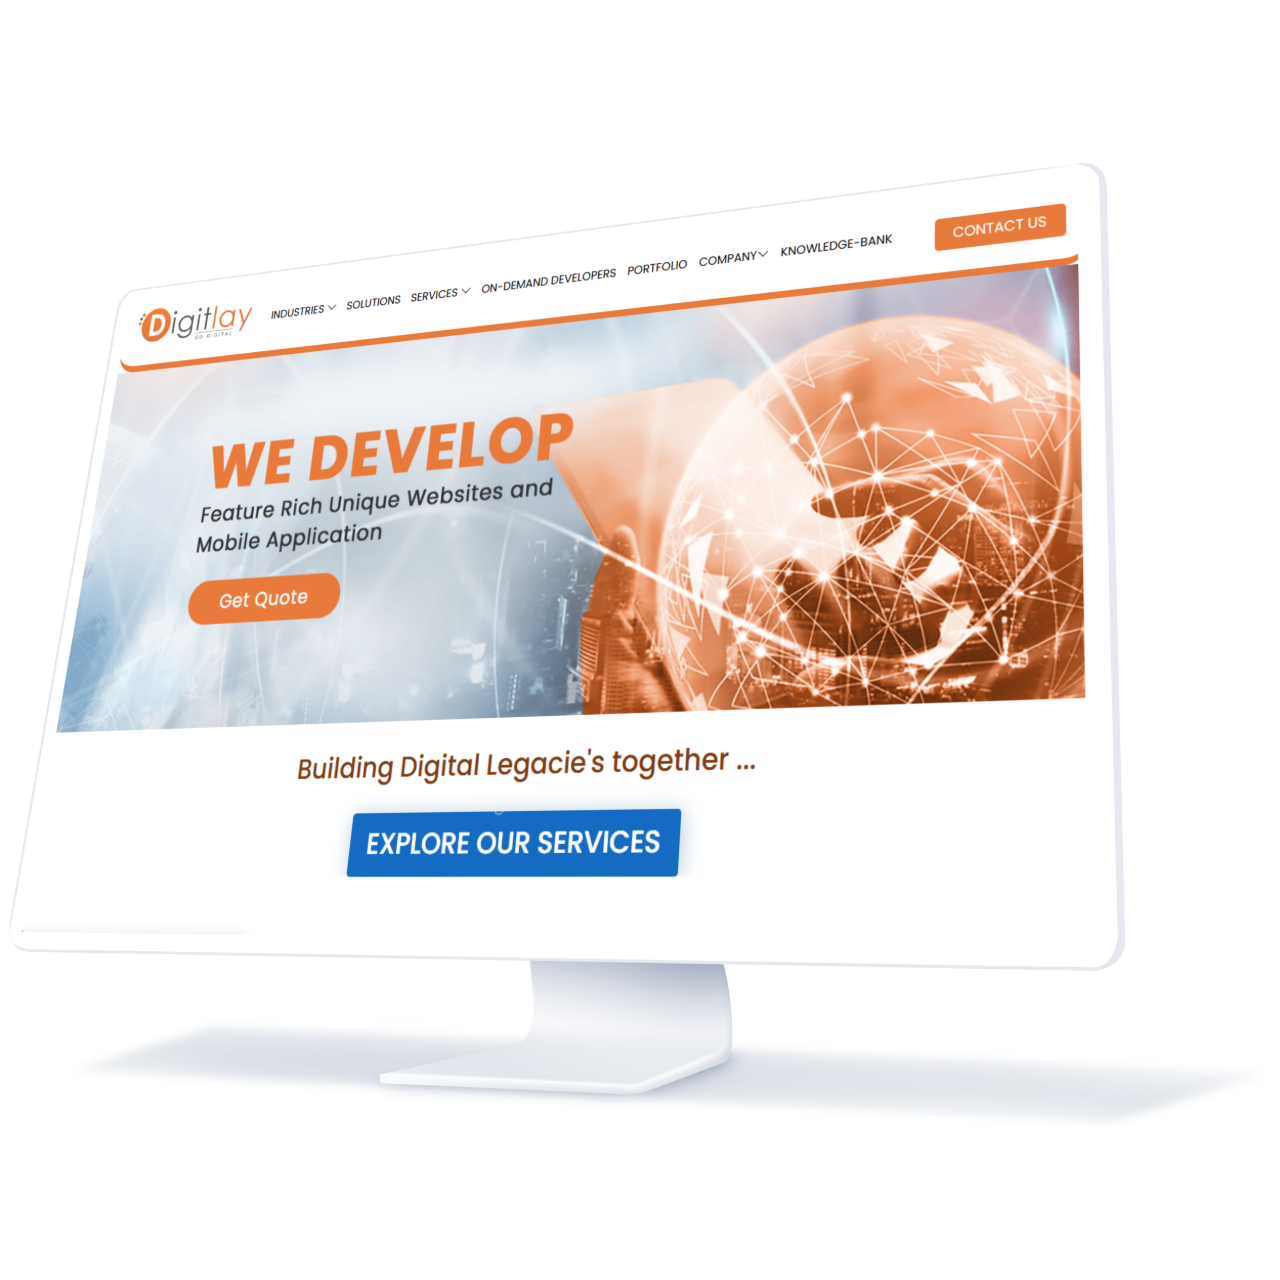 Digitlay
GO DIGITAL
INDUSTRIES SOLUTIONS SERVICES ON-DEMAND DEVELOPERS PORTFOLIO COMPANY KNOWLEDGE-BANK CONTACT US
WE DEVELOP
Feature Rich Unique Websites and
Mobile Application
Get Quote
Building Digital Legacie's together ...
EXPLORE OUR SERVICES